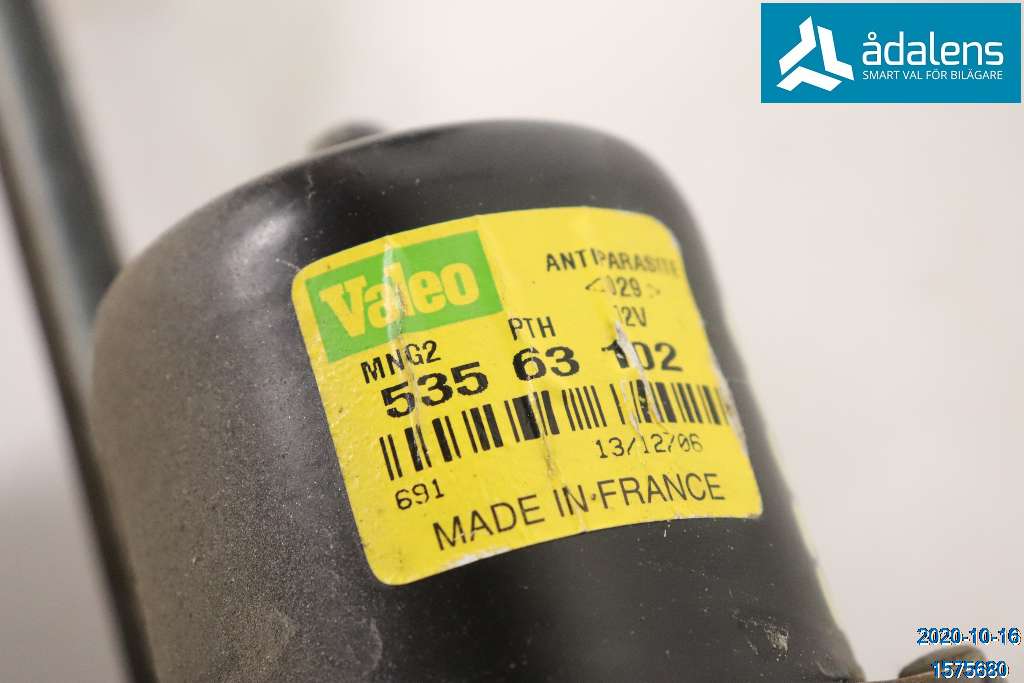 ådalens
SMART VAL FÖR BILÄGARE
Valeo
ANTIPARASITE
<029>
MNG2 PTH 12V
535 63 102
13/12/06
691
MADE IN FRANCE
2020-10-16
1575680